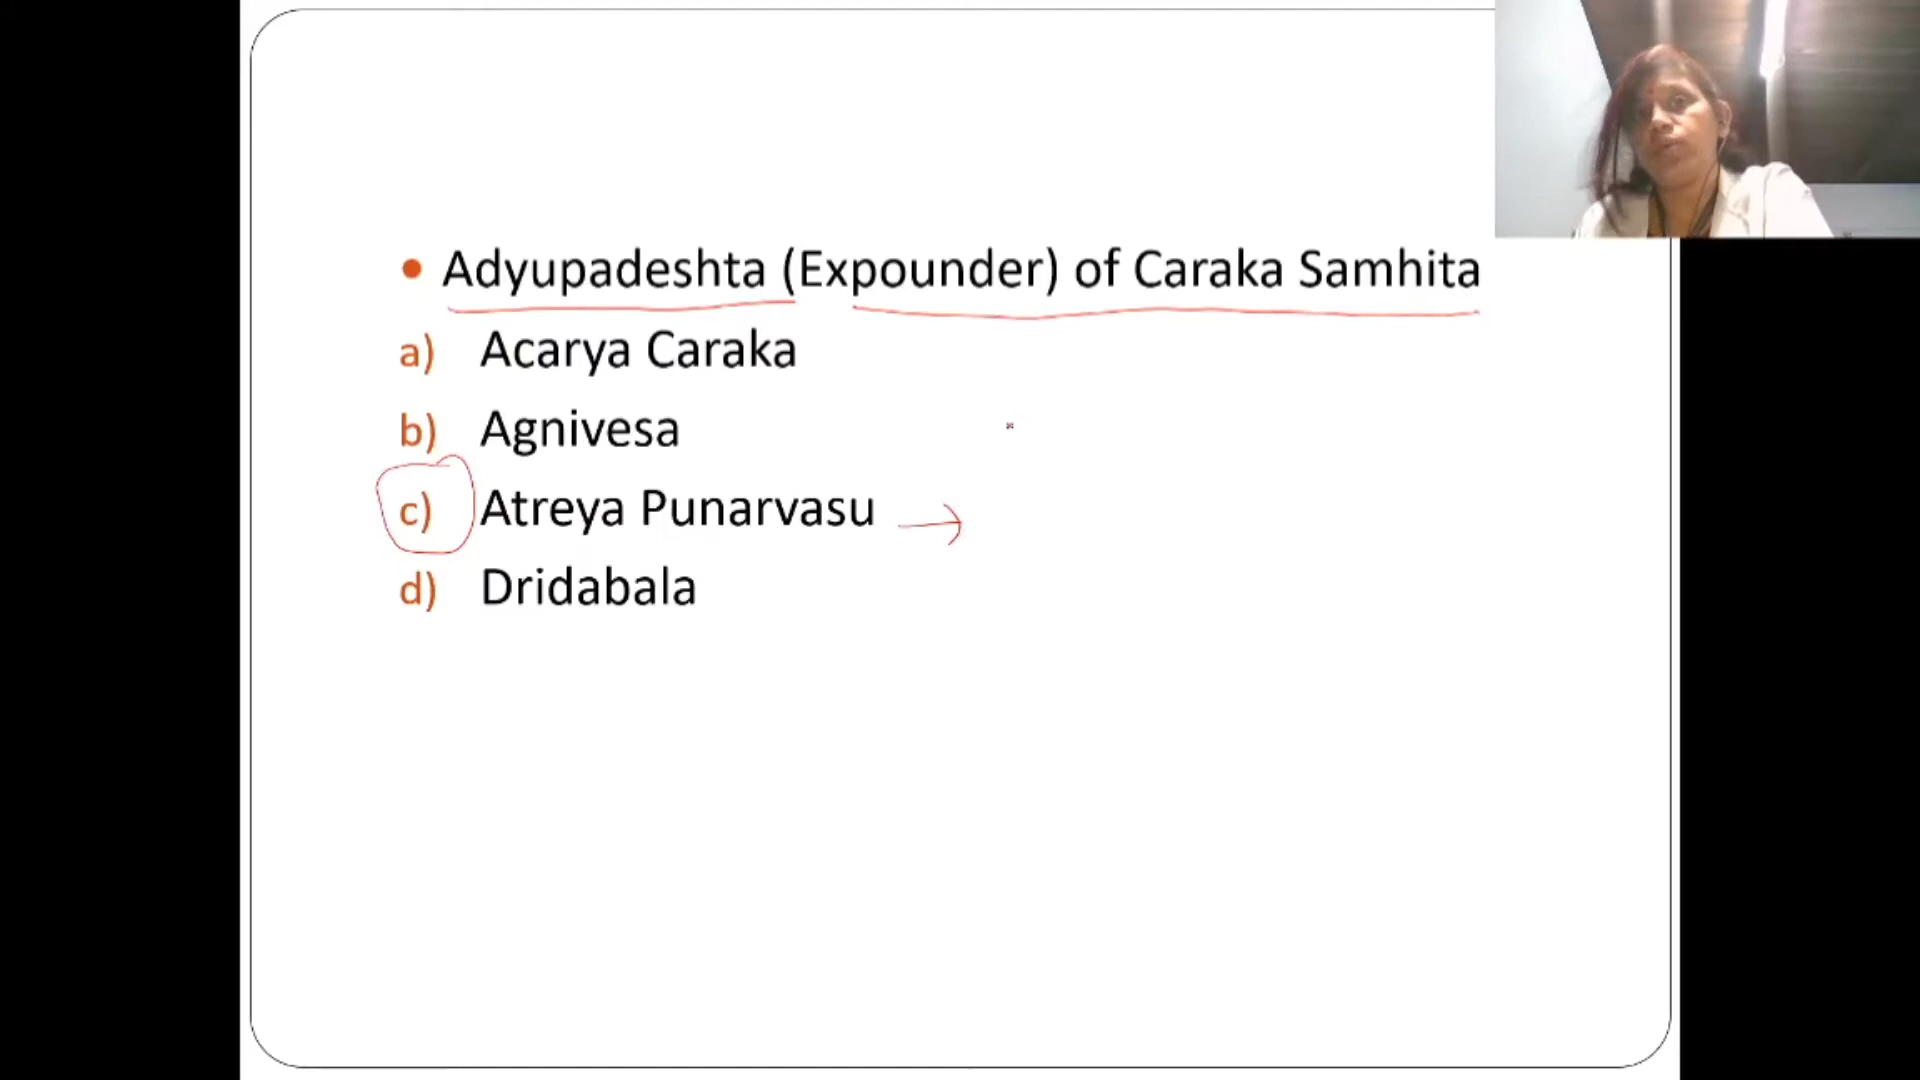 • Adyupadeshta (Expounder) of Caraka Samhita
a) Acarya Caraka
b) Agnivesa
c) Atreya Punarvasu →
d) Dridabala